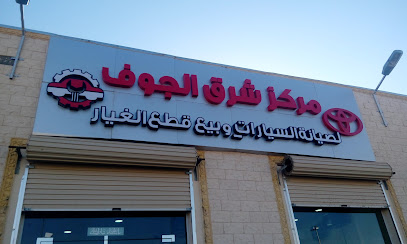 مركز شرق الجوف
لصيانة السيارات وبيع قطع الغيار